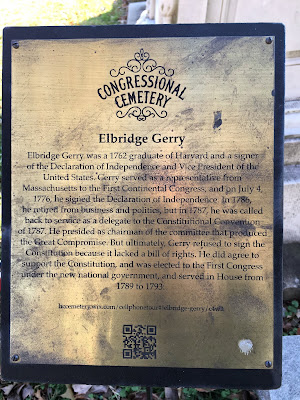 CONGRESSIONAL
CEMETERY
Elbridge Gerry
Elbridge Gerry was a 1762 graduate of Harvard and a signer
of the Declaration of Independence and Vice President of the
United States. Gerry served as a representative from
Massachusetts to the First Continental Congress, and on July 4,
1776, he signed the Declaration of Independence. In 1786,
he retired from business and politics, but in 1787, he was called
back to service as a delegate to the Constitutional Convention
of 1787. He presided as chairman of the committee that produced
the Great Compromise. But ultimately, Gerry refused to sign the
Constitution because it lacked a bill of rights. He did agree to
support the Constitution, and was elected to the First Congress
under the new national government, and served in House from
1789 to 1793.